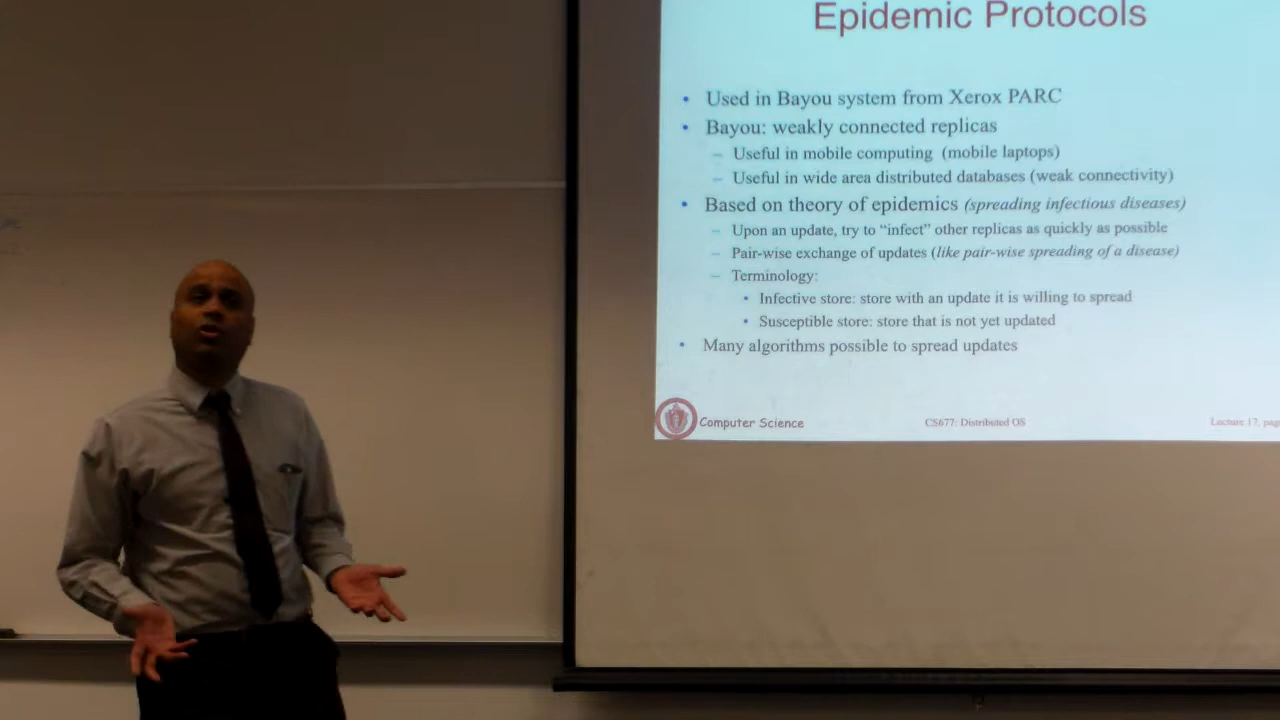 Epidemic Protocols
• Used in Bayou system from Xerox PARC
• Bayou: weakly connected replicas
– Useful in mobile computing (mobile laptops)
– Useful in wide area distributed databases (weak connectivity)
• Based on theory of epidemics (spreading infectious diseases)
– Upon an update, try to “infect” other replicas as quickly as possible
– Pair-wise exchange of updates (like pair-wise spreading of a disease)
– Terminology:
• Infective store: store with an update it is willing to spread
• Susceptible store: store that is not yet updated
• Many algorithms possible to spread updates
Computer Science
CS677: Distributed OS
Lecture 17, pag